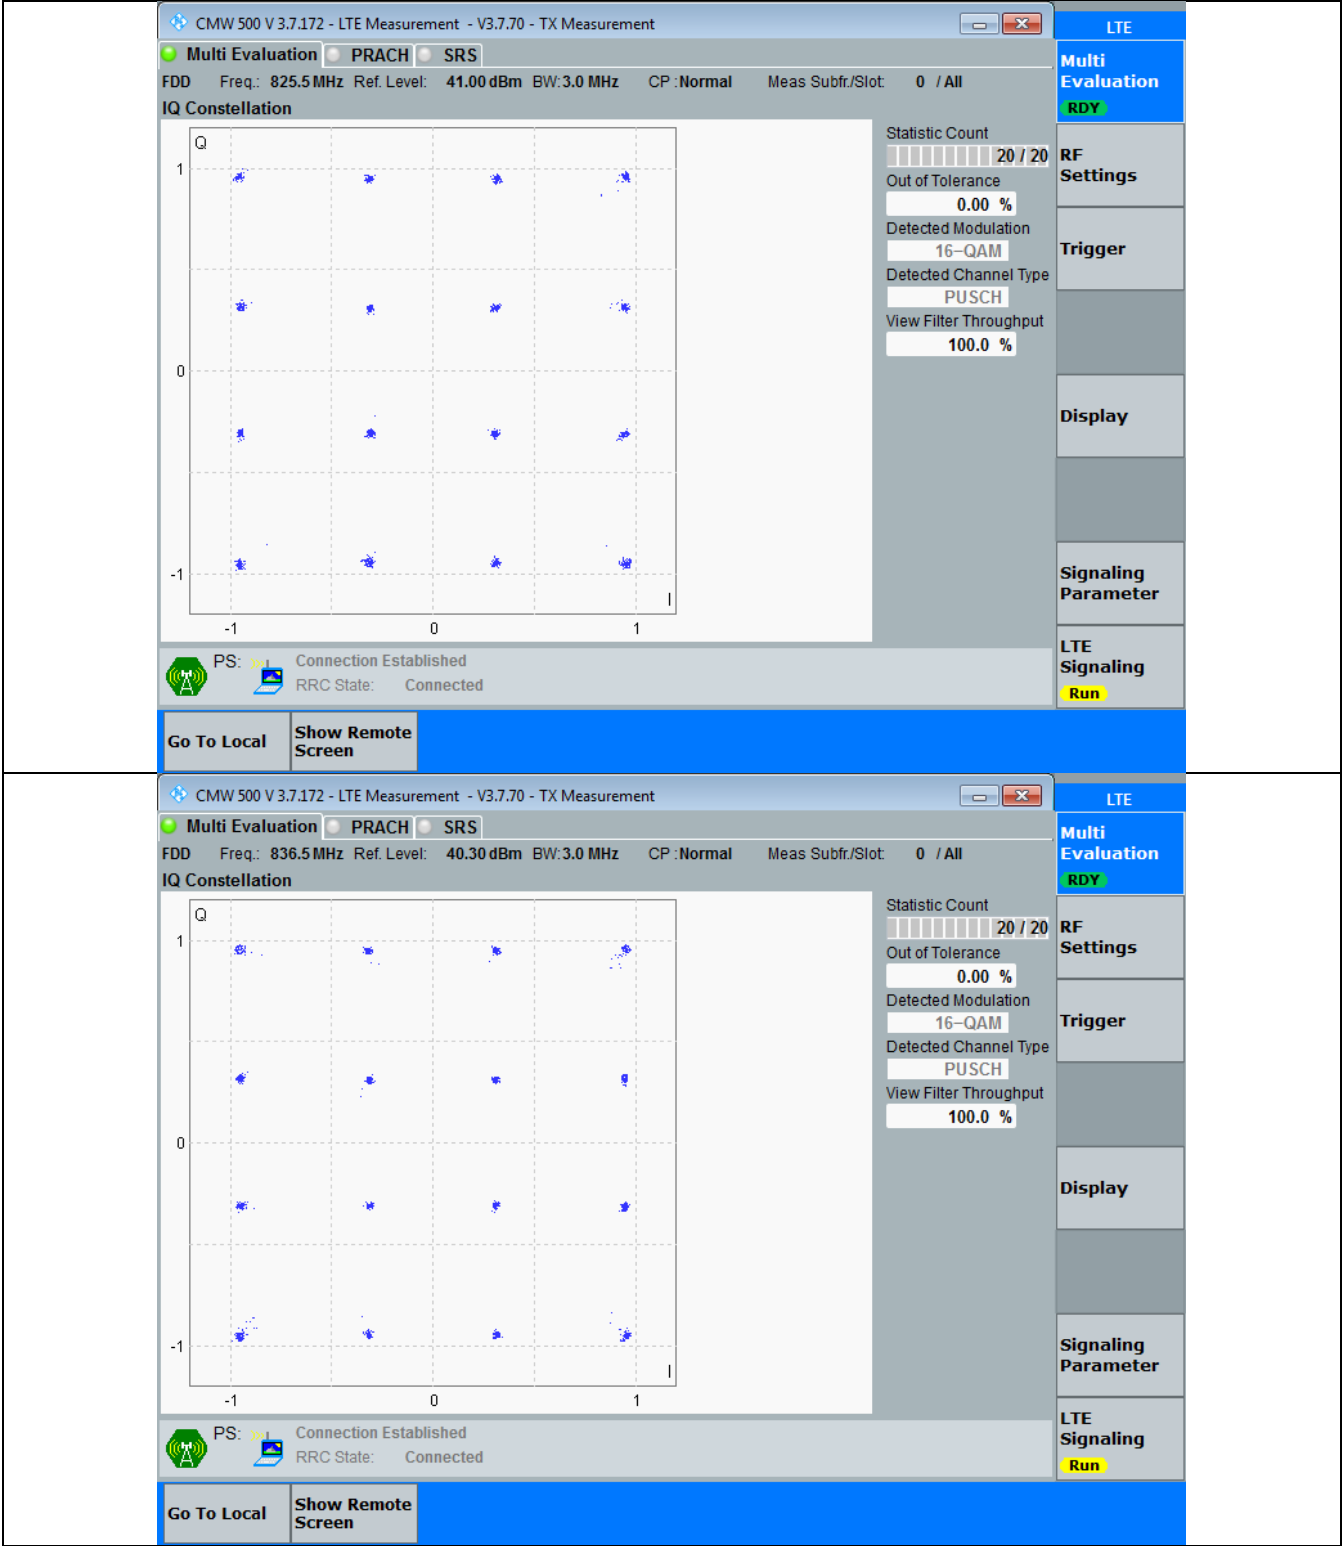 CMW 500 V 3.7.172 - LTE Measurement - V3.7.70 - TX Measurement
LTE
Multi Evaluation PRACH SRS
FDD Freq.: 825.5 MHz Ref. Level: 41.00 dBm BW: 3.0 MHz CP : Normal Meas Subfr./Slot: 0 / All
IQ Constellation
Q
1
0
-1
I
-1 0 1
Statistic Count
20 / 20
Out of Tolerance
0.00 %
Detected Modulation
16-QAM
Detected Channel Type
PUSCH
View Filter Throughput
100.0 %
Multi
Evaluation
RDY
RF
Settings
Trigger
Display
Signaling
Parameter
LTE
Signaling
Run
PS: Connection Established
RRC State: Connected
Go To Local
Show Remote
Screen
CMW 500 V 3.7.172 - LTE Measurement - V3.7.70 - TX Measurement
LTE
Multi Evaluation PRACH SRS
FDD Freq.: 836.5 MHz Ref. Level: 40.30 dBm BW: 3.0 MHz CP : Normal Meas Subfr./Slot: 0 / All
IQ Constellation
Q
1
0
-1
I
-1 0 1
Statistic Count
20 / 20
Out of Tolerance
0.00 %
Detected Modulation
16-QAM
Detected Channel Type
PUSCH
View Filter Throughput
100.0 %
Multi
Evaluation
RDY
RF
Settings
Trigger
Display
Signaling
Parameter
LTE
Signaling
Run
PS: Connection Established
RRC State: Connected
Go To Local
Show Remote
Screen